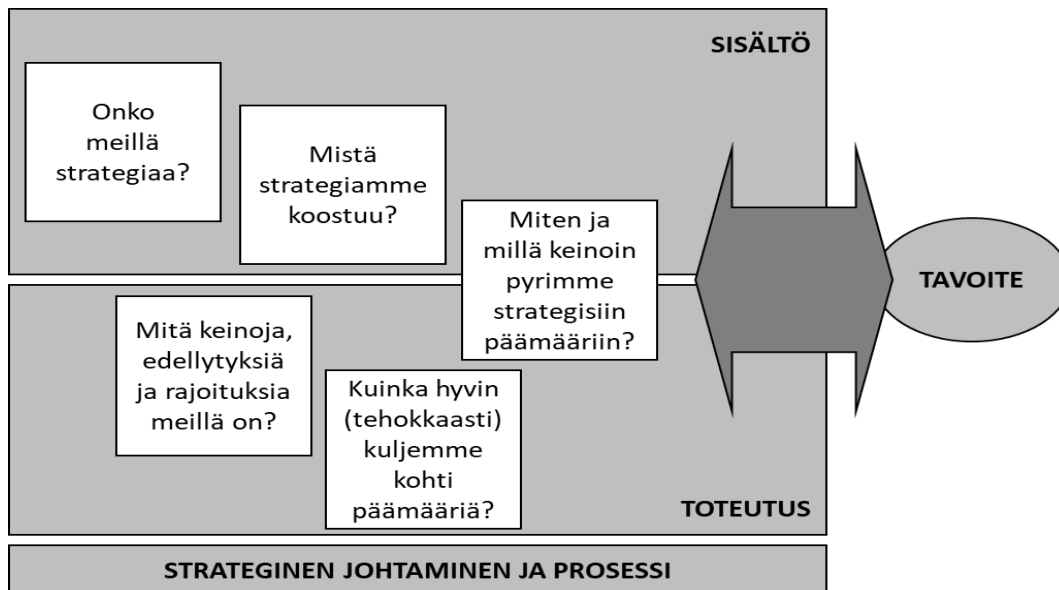 SISÄLTÖ
Onko
meillä
strategiaa?
Mistä
strategiamme
koostuu?
Miten ja
millä keinoin
pyrimme
strategisiin
päämääriin?
TAVOITE
Mitä keinoja,
edellytyksiä
ja rajoituksia
meillä on?
Kuinka hyvin
(tehokkaasti)
kuljemme
kohti
päämääriä?
TOTEUTUS
STRATEGINEN JOHTAMINEN JA PROSESSI